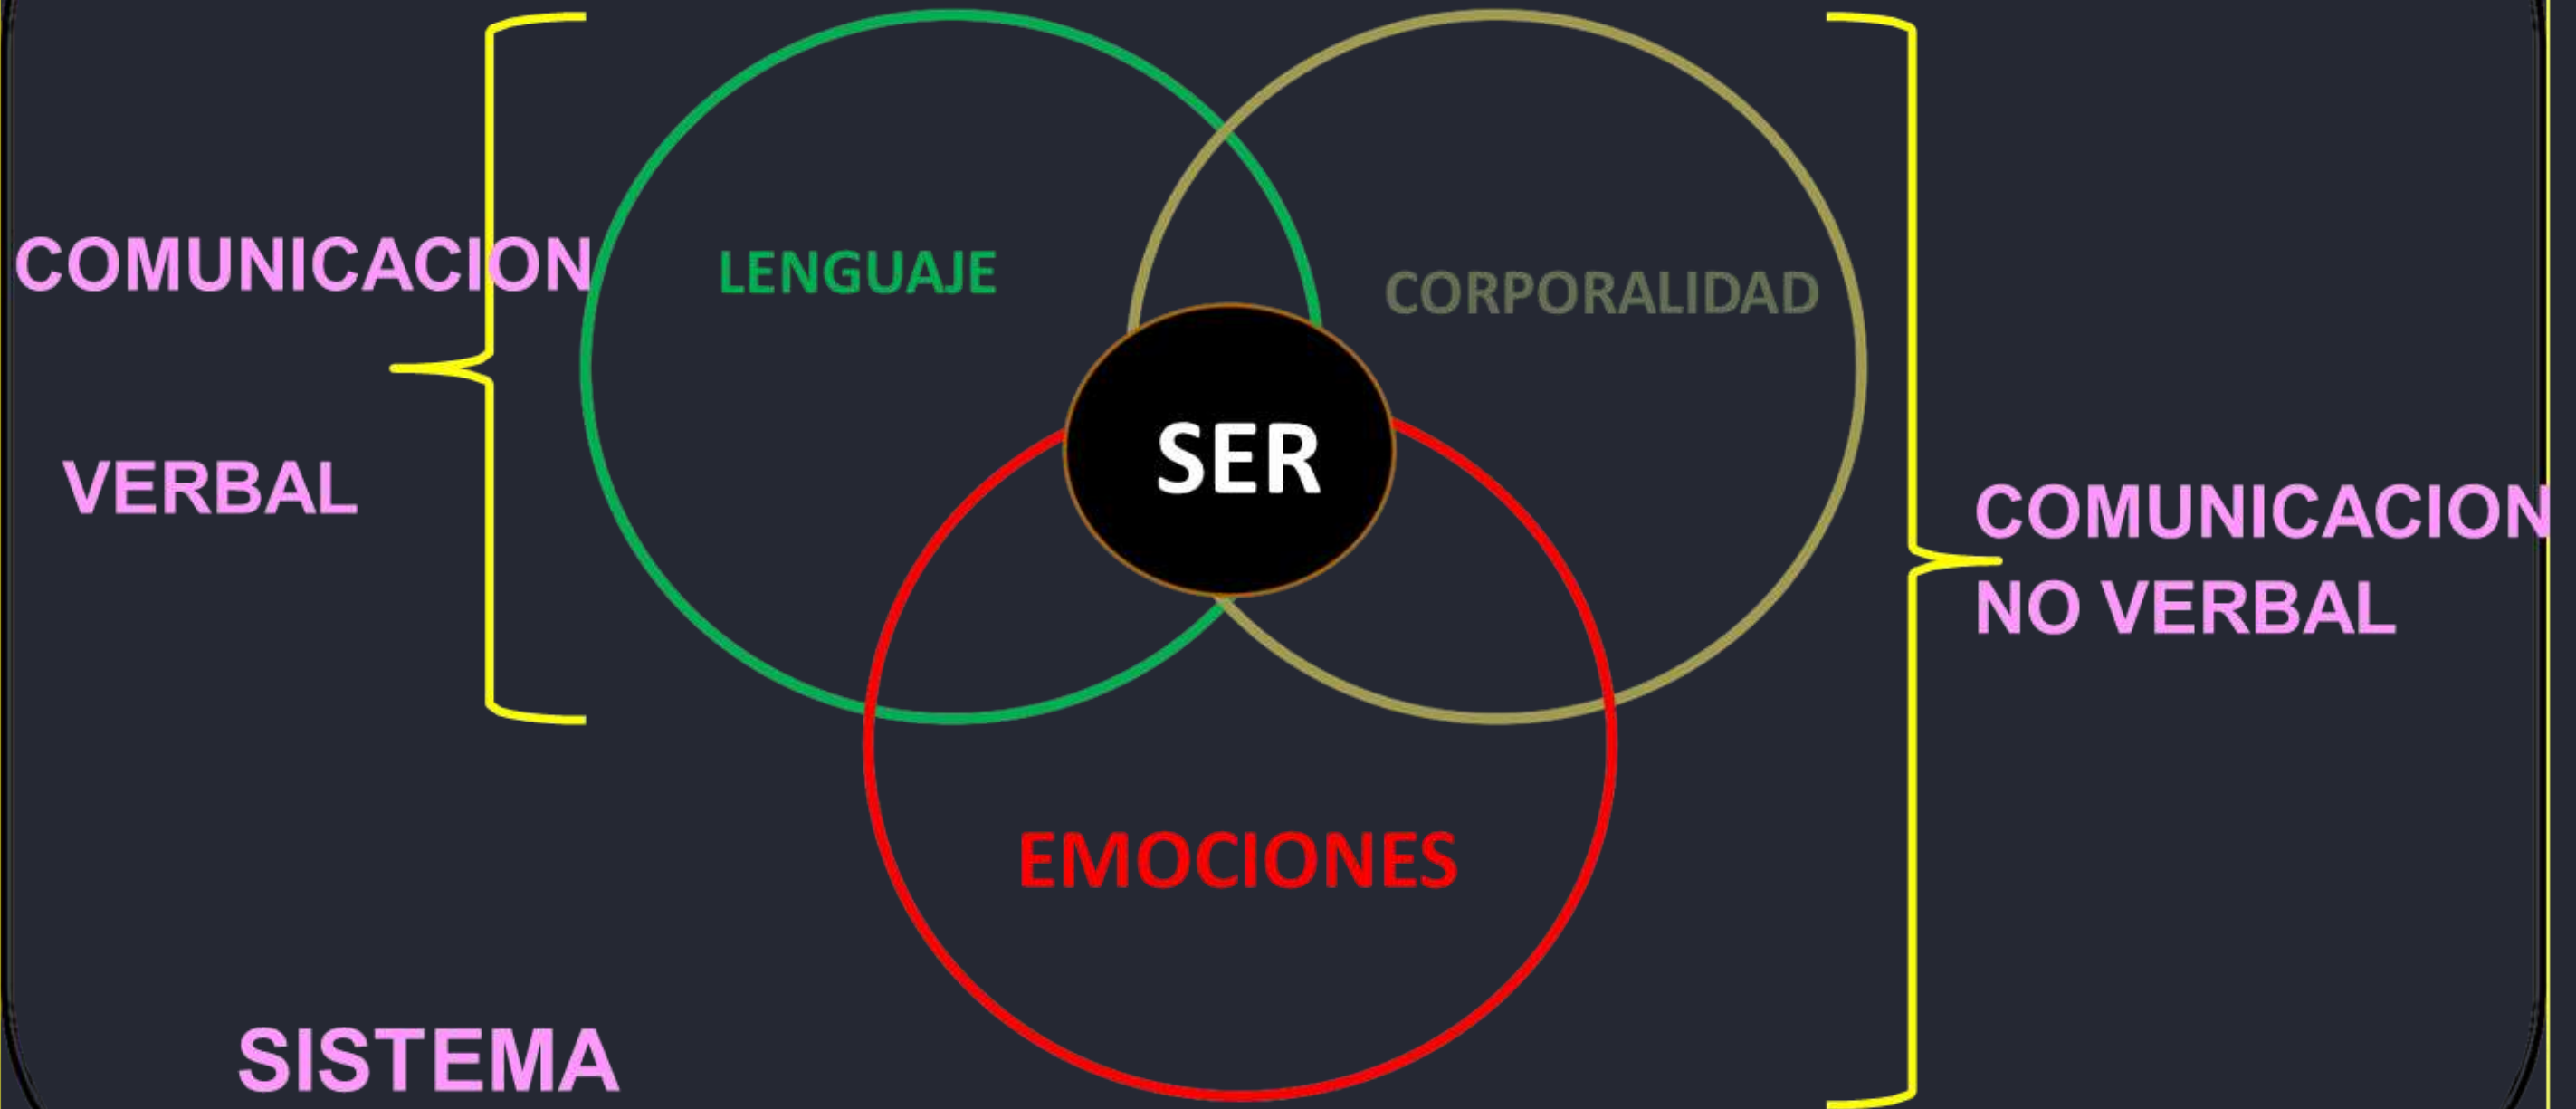 COMUNICACION
VERBAL
LENGUAJE
CORPORALIDAD
SER
COMUNICACION
NO VERBAL
EMOCIONES
SISTEMA